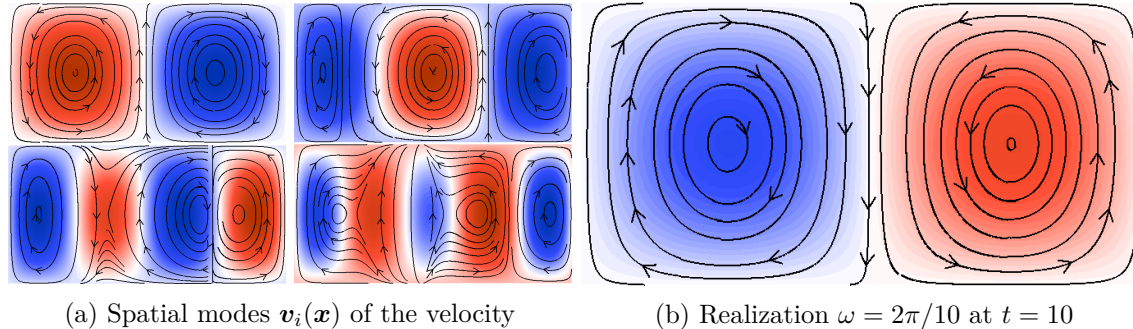 (a) Spatial modes 𝒗ᵢ(𝒙) of the velocity
(b) Realization ω = 2π/10 at t = 10